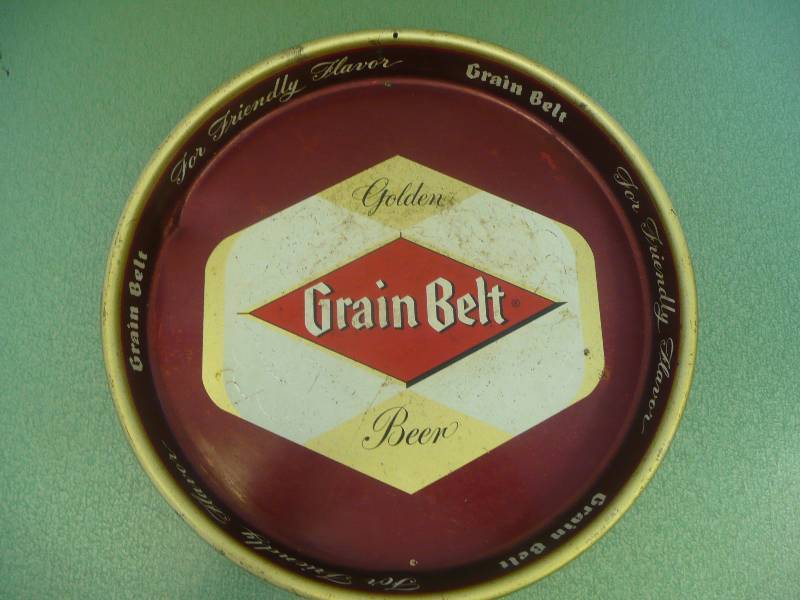 For Friendly Flavor
Grain Belt
For Friendly Flavor
Grain Belt
For Friendly Flavor
Grain Belt
Golden
Grain Belt®
Beer